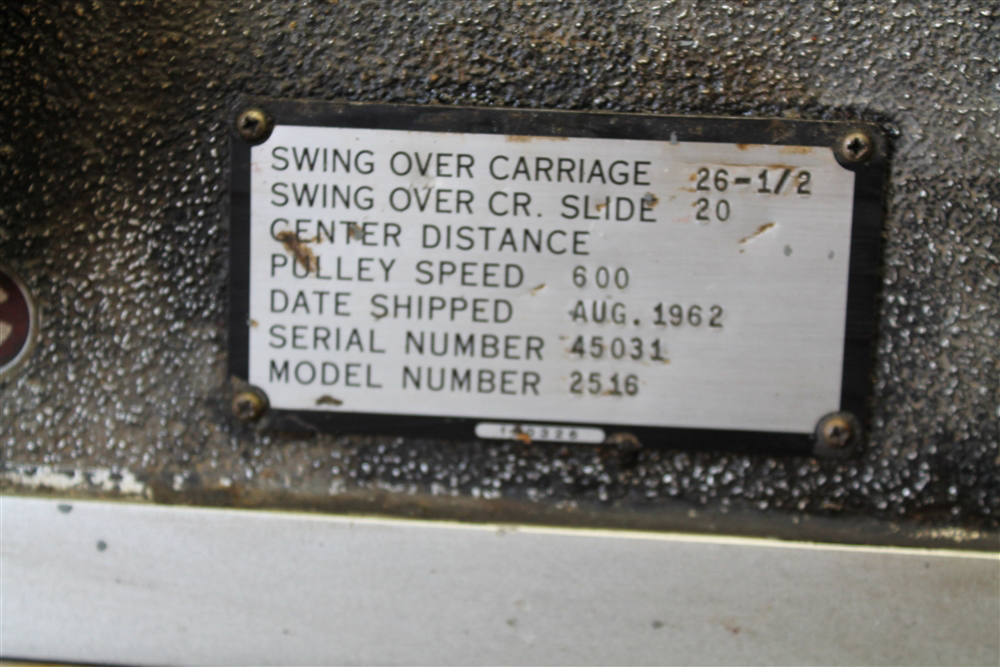 SWING OVER CARRIAGE 26-1/2
SWING OVER CR. SLIDE 20
CENTER DISTANCE
PULLEY SPEED 600
DATE SHIPPED AUG. 1962
SERIAL NUMBER 45031
MODEL NUMBER 2516